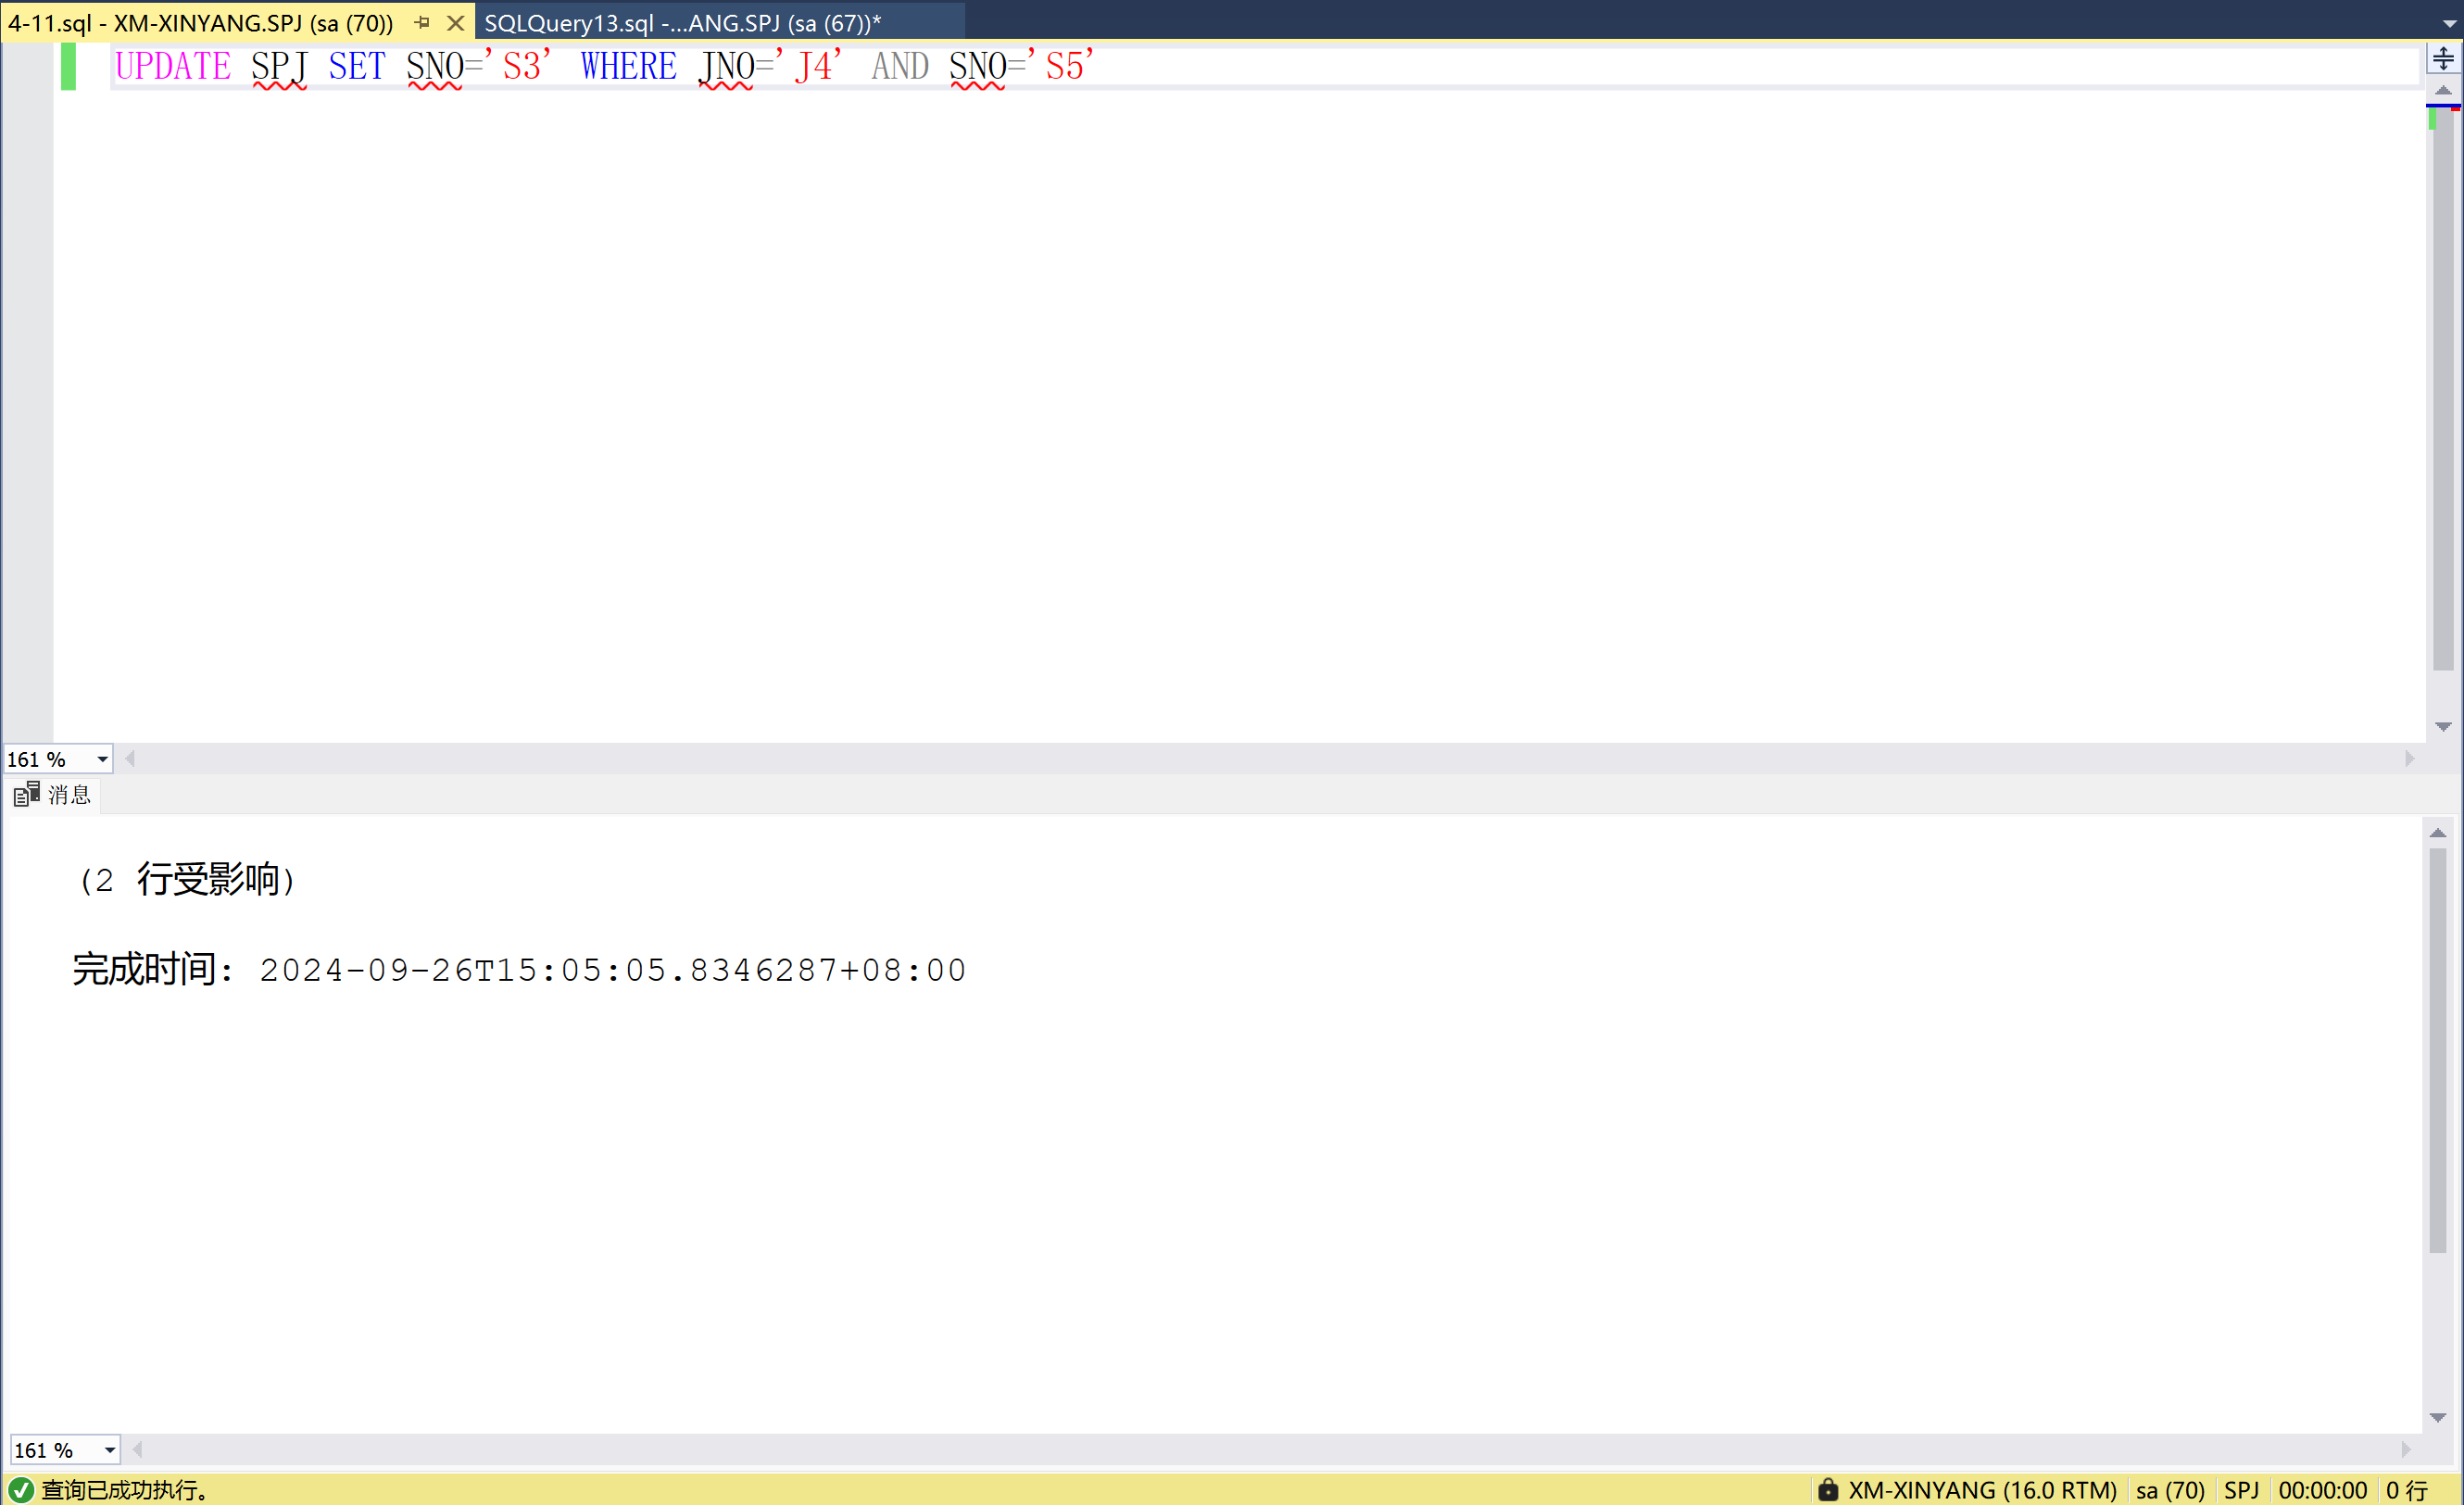 4-11.sql - XM-XINYANG.SPJ (sa (70))
SQLQuery13.sql -...ANG.SPJ (sa (67))*
UPDATE SPJ SET SNO='S3' WHERE JNO='J4' AND SNO='S5'
161 %
消息
(2 行受影响)
完成时间: 2024-09-26T15:05:05.8346287+08:00
161 %
查询已成功执行。
XM-XINYANG (16.0 RTM)
sa (70)
SPJ
00:00:00
0 行